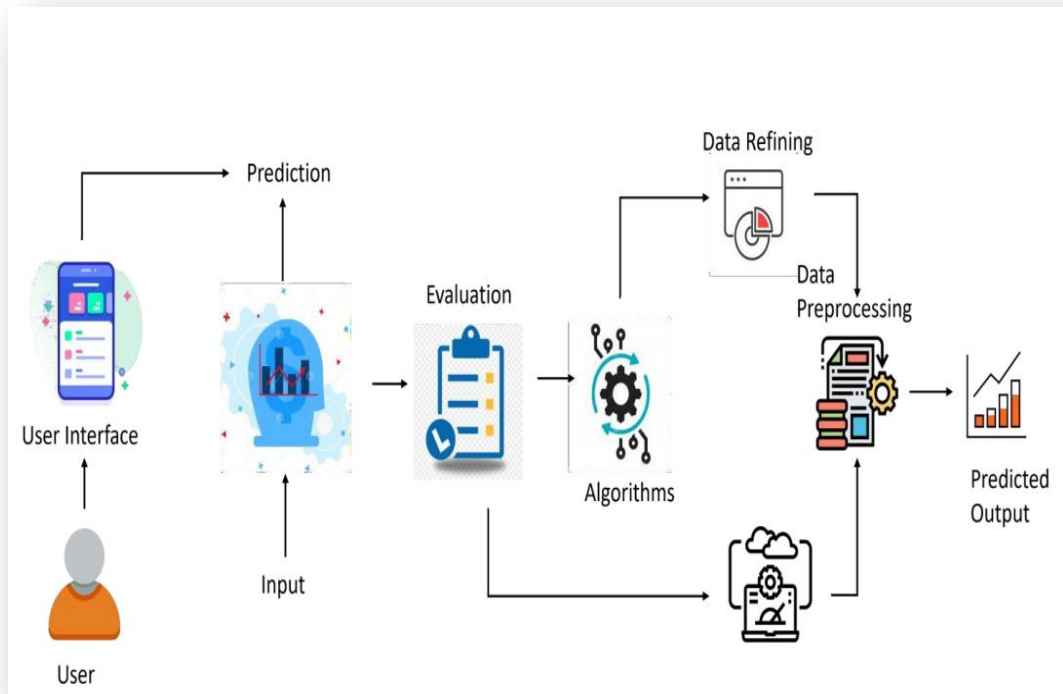 Data Refining
Prediction
Evaluation
Data
Preprocessing
User Interface
Algorithms
Predicted
Output
Input
User